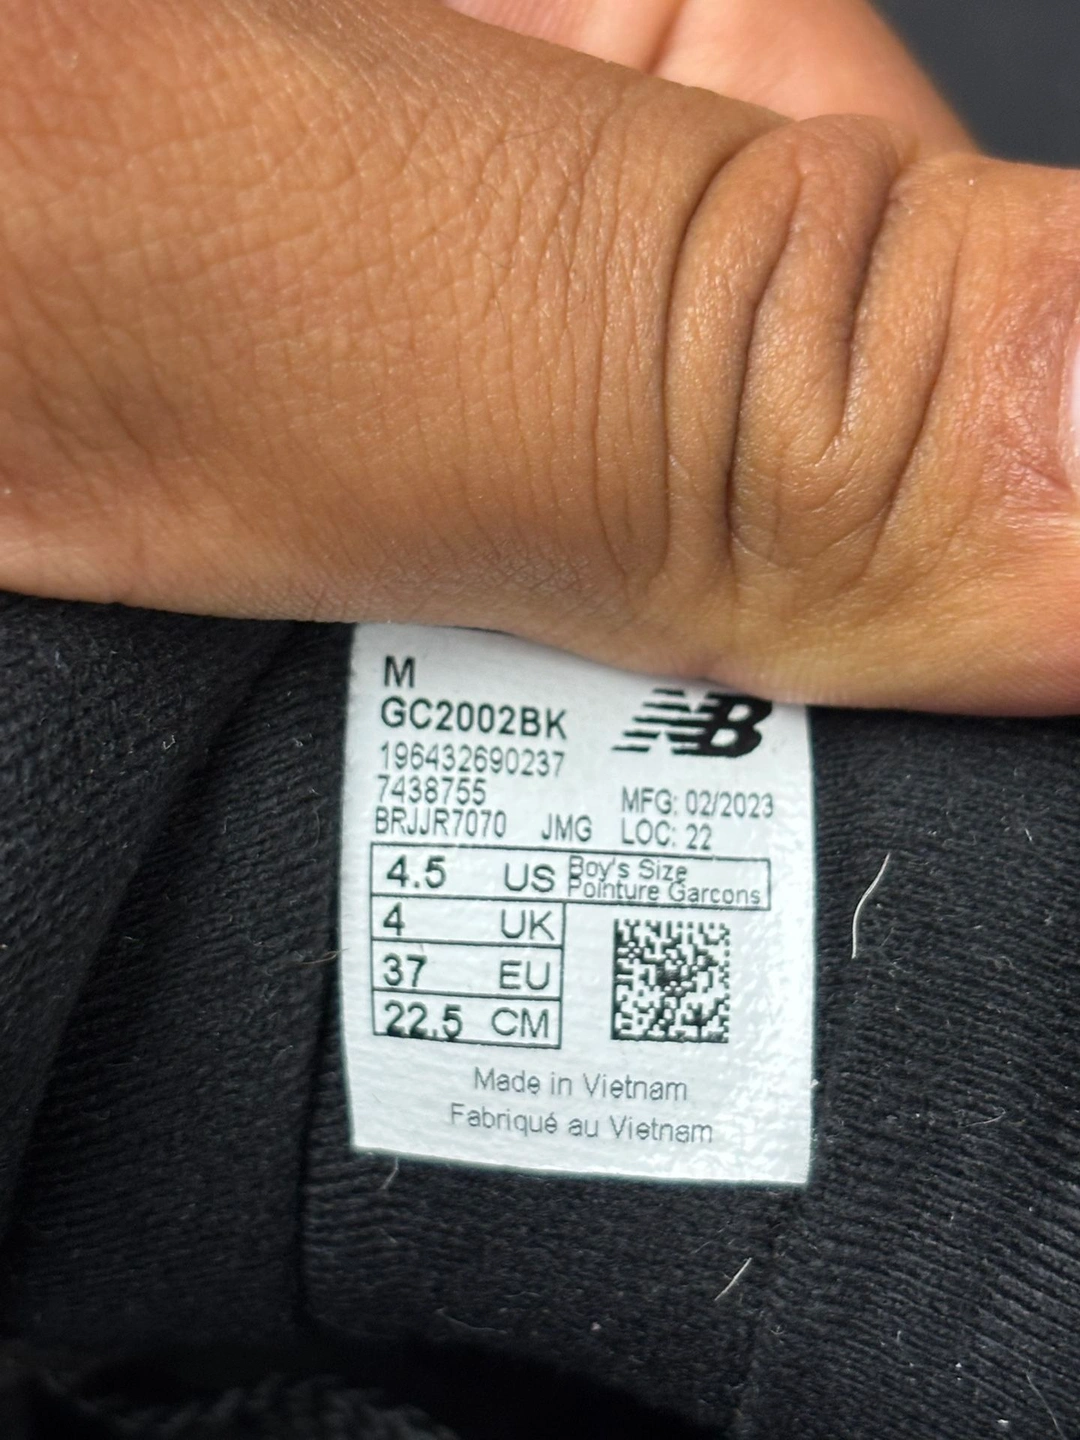 M
GC2002BK
NB
196432690237
7438755
MFG: 02/2023
BRJJR7070 JMG LOC: 22
4.5 US Boy's Size
Pointure Garcons
4 UK
37 EU
22.5 CM
Made in Vietnam
Fabriqué au Vietnam